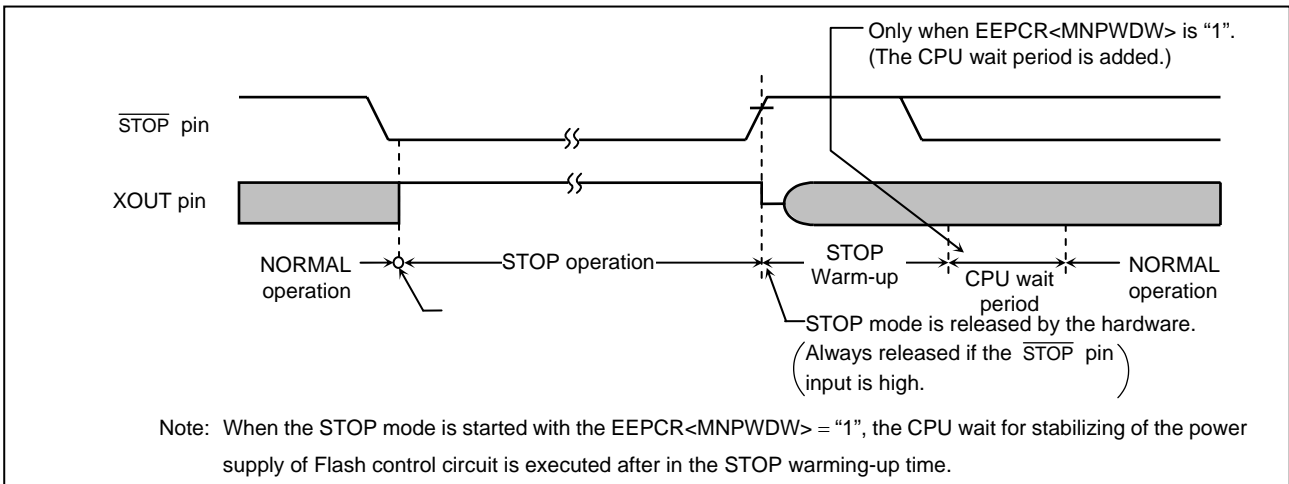 Only when EEPCR<MNPWDW> is “1”.
(The CPU wait period is added.)
STOP pin
XOUT pin
NORMAL
operation
STOP operation
STOP
Warm-up
CPU wait
period
NORMAL
operation
STOP mode is released by the hardware.
(Always released if the STOP pin
input is high.)
Note: When the STOP mode is started with the EEPCR<MNPWDW> = “1”, the CPU wait for stabilizing of the power
supply of Flash control circuit is executed after in the STOP warming-up time.